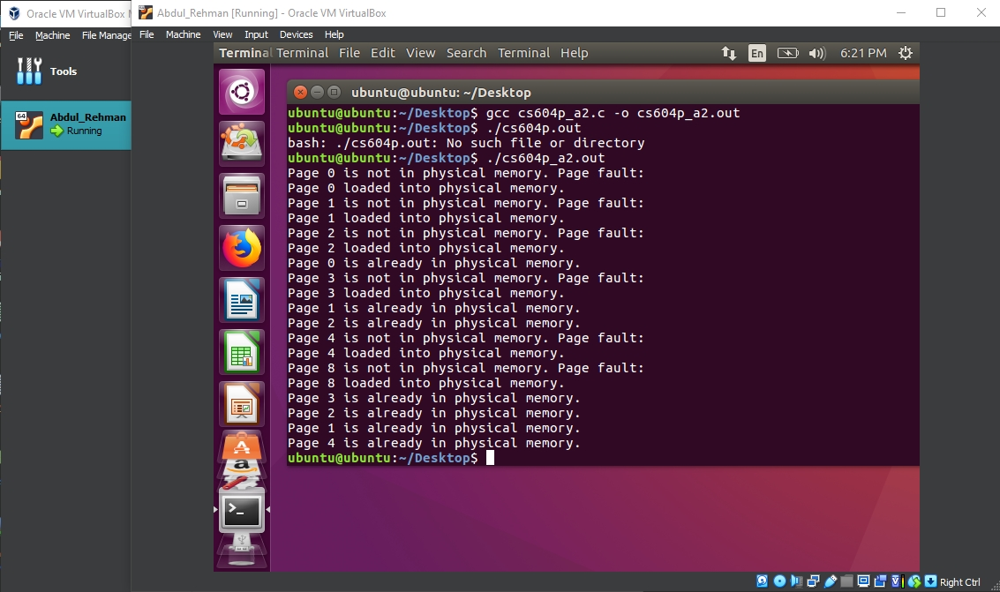 Oracle VM VirtualBox
Abdul_Rehman [Running] - Oracle VM VirtualBox
File Machine File Manage
File Machine View Input Devices Help
Tools
64
Abdul_Rehman
Running
Terminal Terminal File Edit View Search Terminal Help
En
6:21 PM
ubuntu@ubuntu: ~/Desktop
ubuntu@ubuntu:~/Desktop$ gcc cs604p_a2.c -o cs604p_a2.out
ubuntu@ubuntu:~/Desktop$ ./cs604p.out
bash: ./cs604p.out: No such file or directory
ubuntu@ubuntu:~/Desktop$ ./cs604p_a2.out
Page 0 is not in physical memory. Page fault:
Page 0 loaded into physical memory.
Page 1 is not in physical memory. Page fault:
Page 1 loaded into physical memory.
Page 2 is not in physical memory. Page fault:
Page 2 loaded into physical memory.
Page 0 is already in physical memory.
Page 3 is not in physical memory. Page fault:
Page 3 loaded into physical memory.
Page 1 is already in physical memory.
Page 2 is already in physical memory.
Page 4 is not in physical memory. Page fault:
Page 4 loaded into physical memory.
Page 8 is not in physical memory. Page fault:
Page 8 loaded into physical memory.
Page 3 is already in physical memory.
Page 2 is already in physical memory.
Page 1 is already in physical memory.
Page 4 is already in physical memory.
ubuntu@ubuntu:~/Desktop$
Right Ctrl